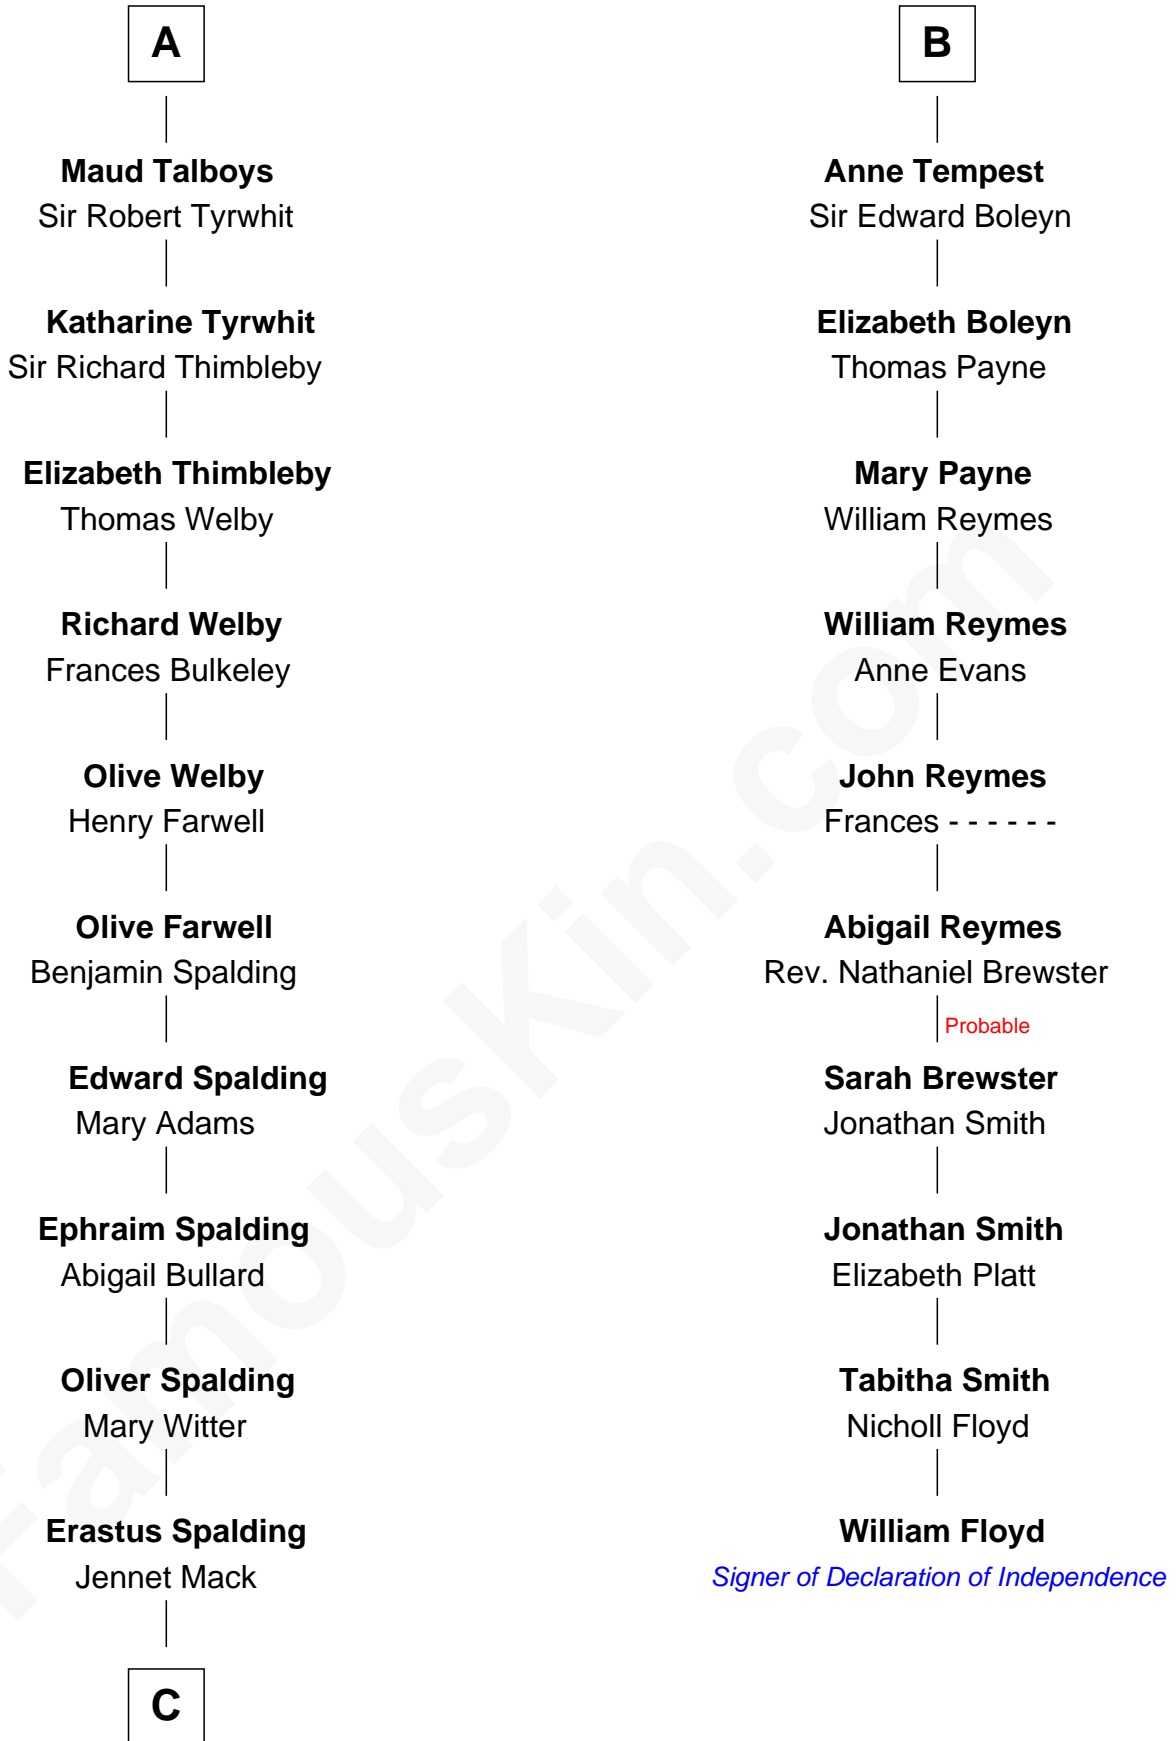 A
Maud Talboys
Sir Robert Tyrwhit
Katharine Tyrwhit
Sir Richard Thimbleby
Elizabeth Thimbleby
Thomas Welby
Richard Welby
Frances Bulkeley
Olive Welby
Henry Farwell
Olive Farwell
Benjamin Spalding
Edward Spalding
Mary Adams
Ephraim Spalding
Abigail Bullard
Oliver Spalding
Mary Witter
Erastus Spalding
Jennet Mack
C
B
Anne Tempest
Sir Edward Boleyn
Elizabeth Boleyn
Thomas Payne
Mary Payne
William Reymes
William Reymes
Anne Evans
John Reymes
Frances - - - - - -
Abigail Reymes
Rev. Nathaniel Brewster
Probable
Sarah Brewster
Jonathan Smith
Jonathan Smith
Elizabeth Platt
Tabitha Smith
Nicholl Floyd
William Floyd
Signer of Declaration of Independence
FamousKin.com